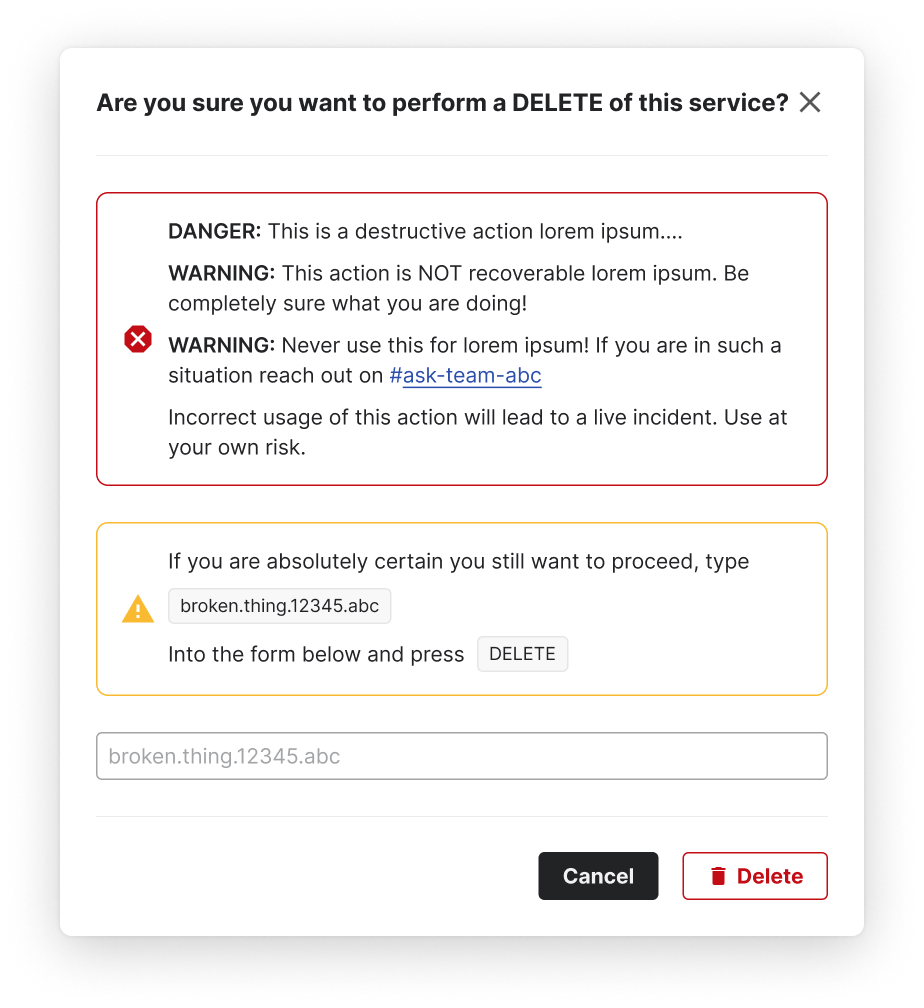 Are you sure you want to perform a DELETE of this service?
DANGER: This is a destructive action lorem ipsum....
WARNING: This action is NOT recoverable lorem ipsum. Be
completely sure what you are doing!
WARNING: Never use this for lorem ipsum! If you are in such a
situation reach out on #ask-team-abc
Incorrect usage of this action will lead to a live incident. Use at
your own risk.
If you are absolutely certain you still want to proceed, type
broken.thing.12345.abc
Into the form below and press DELETE
broken.thing.12345.abc
Cancel
Delete